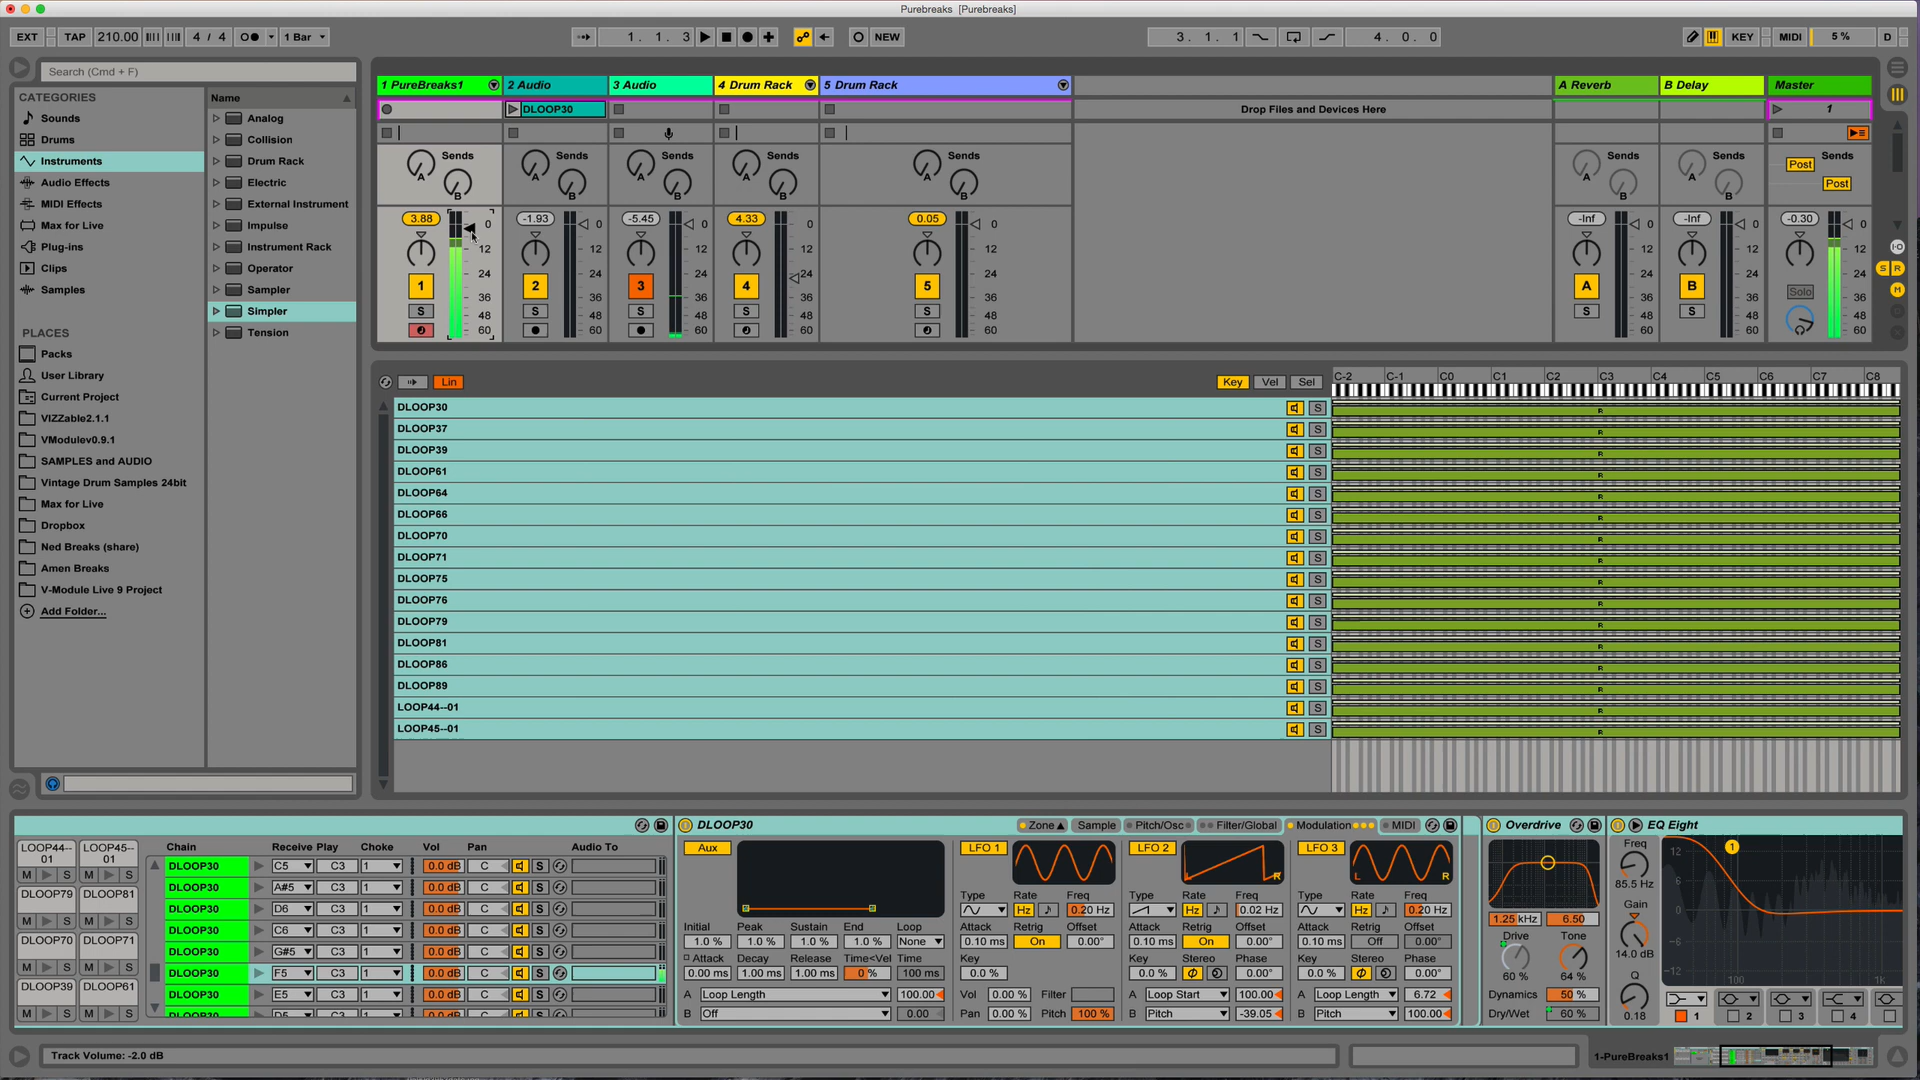 Purebreaks [Purebreaks]
EXT TAP 210.00 4 / 4 1 Bar 1. 1. 3 NEW 3. 1. 1 4. 0. 0 KEY MIDI 5 % D
Search (Cmd + F)
CATEGORIES
Sounds
Drums
Instruments
Audio Effects
MIDI Effects
Max for Live
Plug-ins
Clips
Samples
PLACES
Packs
User Library
Current Project
VIZZable2.1.1
VModulev0.9.1
SAMPLES and AUDIO
Vintage Drum Samples 24bit
Max for Live
Dropbox
Ned Breaks (share)
Amen Breaks
V-Module Live 9 Project
Add Folder...
Name
Analog
Collision
Drum Rack
Electric
External Instrument
Impulse
Instrument Rack
Operator
Sampler
Simpler
Tension
1 PureBreaks1 2 Audio 3 Audio 4 Drum Rack 5 Drum Rack A Reverb B Delay Master
DLOOP30 Drop Files and Devices Here 1
Sends Sends Sends Sends Sends Sends Sends Post Sends
A B A B A B A B A B A B A B Post
3.88 0 -1.93 0 -5.45 0 4.33 0 0.05 0 -Inf 0 -Inf 0 -0.30 0
12 12 12 12 12 12 12 12
24 24 24 24 24 24 24 24
1 36 2 36 3 36 4 36 5 36 A 36 B 36 Solo 36
S 48 S 48 S 48 S 48 S 48 S 48 S 48 48
60 60 60 60 60 60 60 60
S R
M
Lin Key Vel Sel C-2 C-1 C0 C1 C2 C3 C4 C5 C6 C7 C8
DLOOP30 S R
DLOOP37 S R
DLOOP39 S R
DLOOP61 S R
DLOOP64 S R
DLOOP66 S R
DLOOP70 S R
DLOOP71 S R
DLOOP75 S R
DLOOP76 S R
DLOOP79 S R
DLOOP81 S R
DLOOP86 S R
DLOOP89 S R
LOOP44--01 S R
LOOP45--01 S R
LOOP44--01 LOOP45--01
M S M S
DLOOP79 DLOOP81
M S M S
DLOOP70 DLOOP71
M S M S
DLOOP39 DLOOP61
M S M S
Chain Receive Play Choke Vol Pan Audio To
DLOOP30 C5 C3 1 0.0 dB C S
DLOOP30 A#5 C3 1 0.0 dB C S
DLOOP30 D6 C3 1 0.0 dB C S
DLOOP30 C6 C3 1 0.0 dB C S
DLOOP30 G#5 C3 1 0.0 dB C S
DLOOP30 F5 C3 1 0.0 dB C S
DLOOP30 E5 C3 1 0.0 dB C S
DLOOP30 D5 C3 1 0.0 dB C S
DLOOP30 Zone Sample Pitch/Osc Filter/Global Modulation MIDI
Aux
Initial Peak Sustain End Loop
1.0 % 1.0 % 1.0 % 1.0 % None
Attack Decay Release Time<Vel Time
0.00 ms 1.00 ms 1.00 ms 0 % 100 ms
A Loop Length 100.00
B Off 0.00
LFO 1
Type Rate Freq
Hz 0.20 Hz
Attack Retrig Offset
0.10 ms On 0.00°
Key
0.0 %
Vol 0.00 % Filter
Pan 0.00 % Pitch 100 %
LFO 2
R
Type Rate Freq
Hz 0.02 Hz
Attack Retrig Offset
0.10 ms On 0.00°
Key Stereo Phase
0.0 % 0.00°
A Loop Start 100.00
B Pitch -39.05
LFO 3
L R
Type Rate Freq
Hz 0.20 Hz
Attack Retrig Offset
0.10 ms Off 0.00°
Key Stereo Phase
0.0 % 0.00°
A Loop Length 6.72
B Pitch 100.00
Overdrive
1.25 kHz 6.50
Drive Tone
60 % 64 %
Dynamics 50 %
Dry/Wet 60 %
EQ Eight
Freq
85.5 Hz
Gain
14.0 dB
Q
0.18
12
6
0
-6
-12
100 1K
1
1 2 3 4
Track Volume: -2.0 dB
1-PureBreaks1